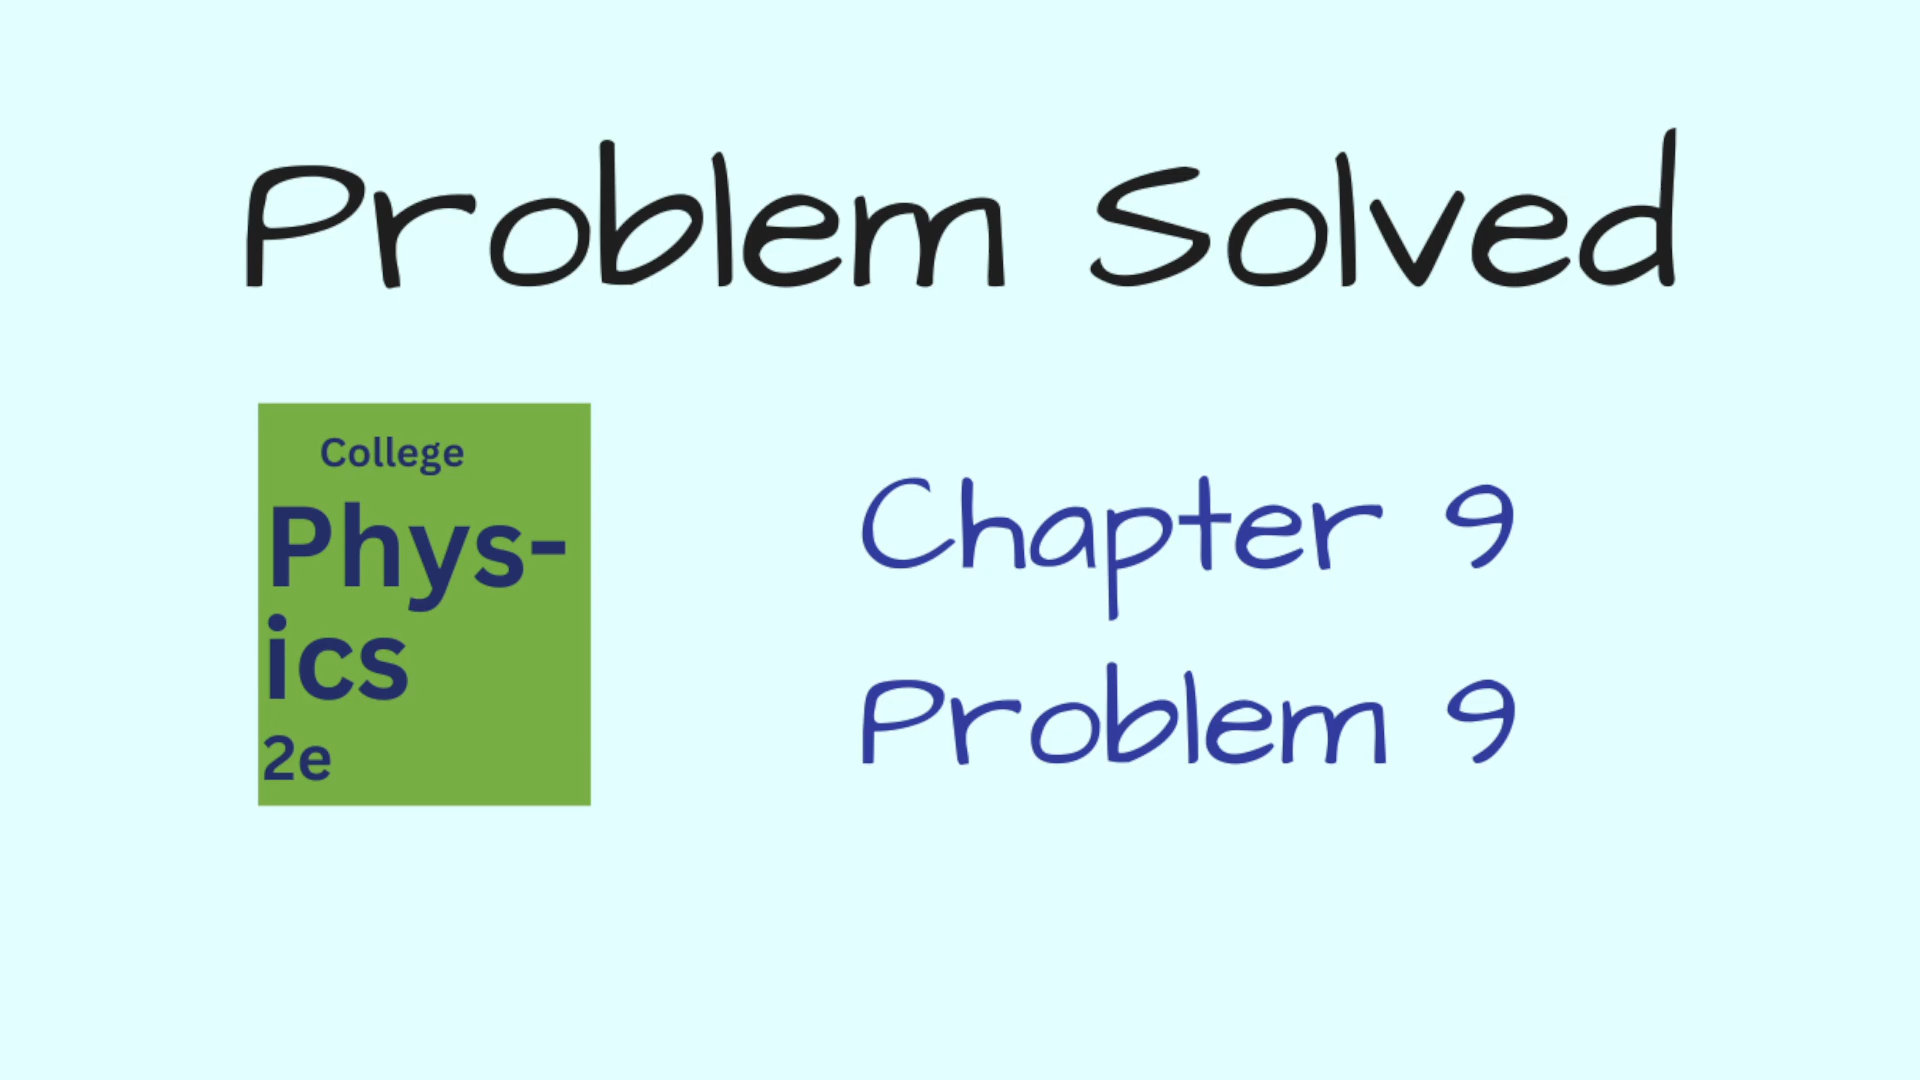 Problem Solved
College
Phys-
ics
2e
Chapter 9
Problem 9